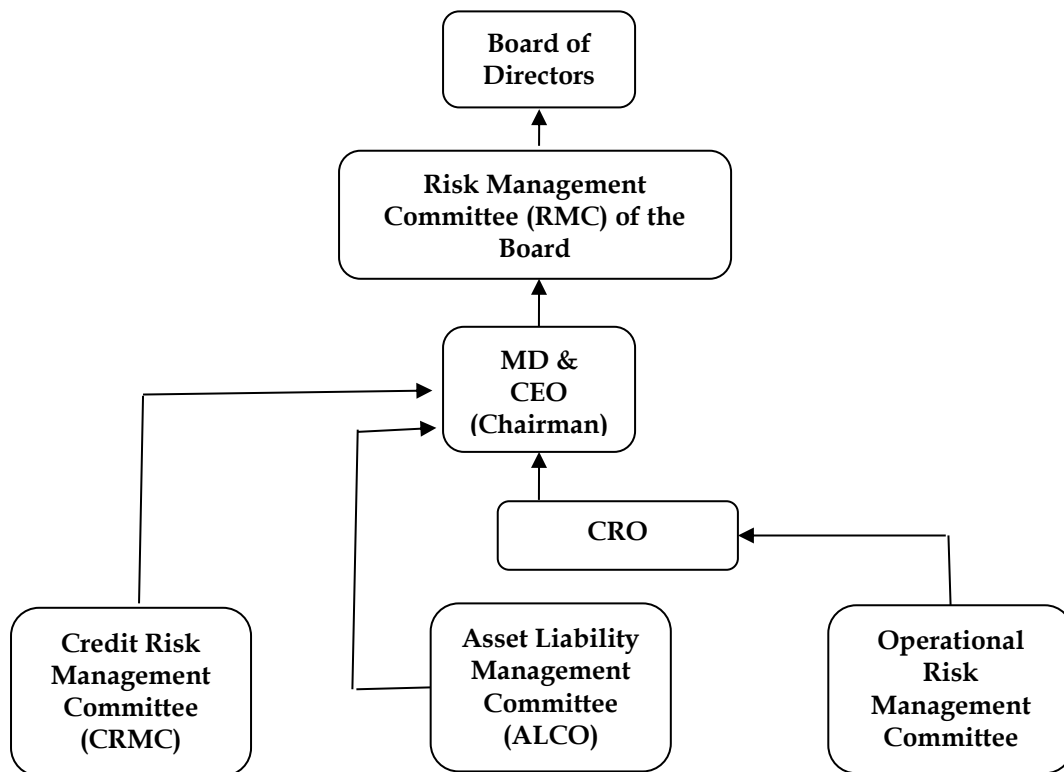 Board of
Directors
Risk Management
Committee (RMC) of the
Board
MD &
CEO
(Chairman)
CRO
Credit Risk
Management
Committee
(CRMC)
Asset Liability
Management
Committee
(ALCO)
Operational
Risk
Management
Committee